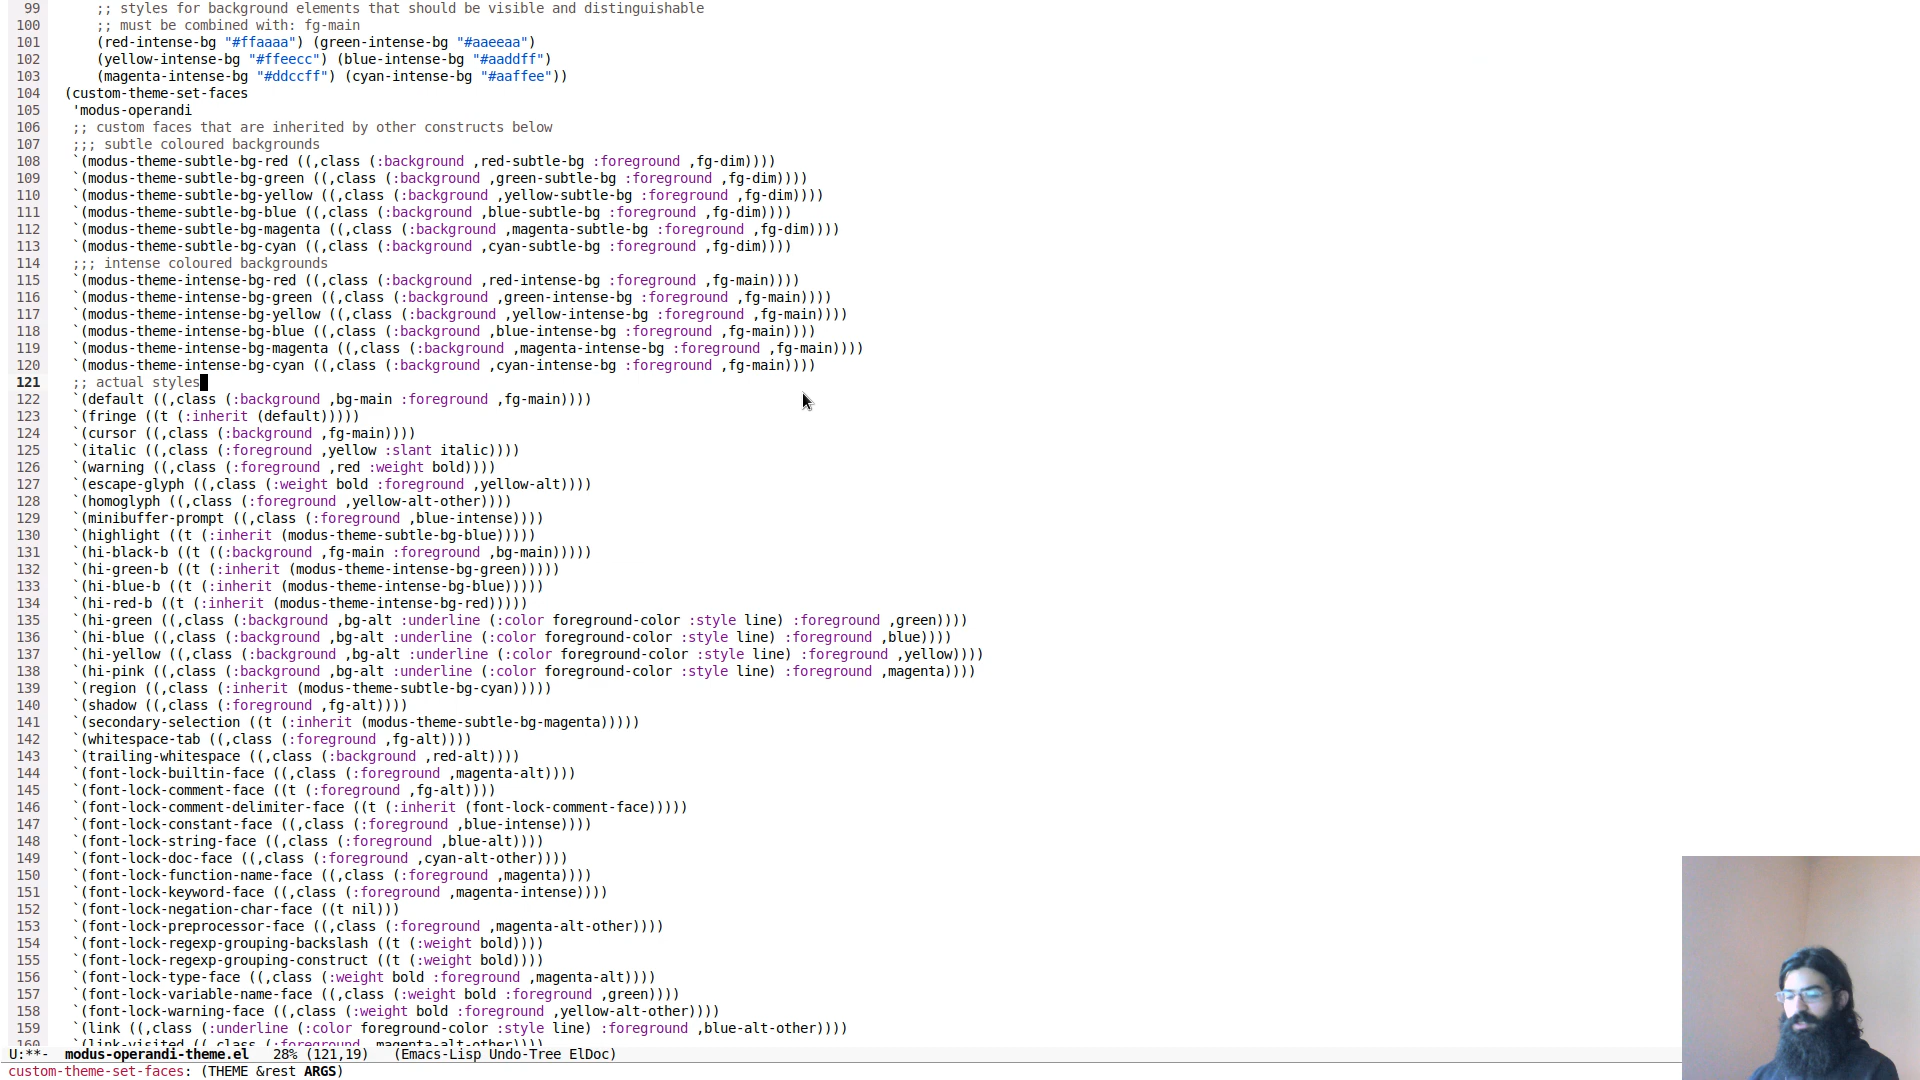 99 ;; styles for background elements that should be visible and distinguishable
100 ;; must be combined with: fg-main
101 (red-intense-bg "#ffaaaa") (green-intense-bg "#aaeeaa")
102 (yellow-intense-bg "#ffeecc") (blue-intense-bg "#aaddff")
103 (magenta-intense-bg "#ddccff") (cyan-intense-bg "#aaffee"))
104 (custom-theme-set-faces
105 'modus-operandi
106 ;; custom faces that are inherited by other constructs below
107 ;;; subtle coloured backgrounds
108 `(modus-theme-subtle-bg-red ((,class (:background ,red-subtle-bg :foreground ,fg-dim))))
109 `(modus-theme-subtle-bg-green ((,class (:background ,green-subtle-bg :foreground ,fg-dim))))
110 `(modus-theme-subtle-bg-yellow ((,class (:background ,yellow-subtle-bg :foreground ,fg-dim))))
111 `(modus-theme-subtle-bg-blue ((,class (:background ,blue-subtle-bg :foreground ,fg-dim))))
112 `(modus-theme-subtle-bg-magenta ((,class (:background ,magenta-subtle-bg :foreground ,fg-dim))))
113 `(modus-theme-subtle-bg-cyan ((,class (:background ,cyan-subtle-bg :foreground ,fg-dim))))
114 ;;; intense coloured backgrounds
115 `(modus-theme-intense-bg-red ((,class (:background ,red-intense-bg :foreground ,fg-main))))
116 `(modus-theme-intense-bg-green ((,class (:background ,green-intense-bg :foreground ,fg-main))))
117 `(modus-theme-intense-bg-yellow ((,class (:background ,yellow-intense-bg :foreground ,fg-main))))
118 `(modus-theme-intense-bg-blue ((,class (:background ,blue-intense-bg :foreground ,fg-main))))
119 `(modus-theme-intense-bg-magenta ((,class (:background ,magenta-intense-bg :foreground ,fg-main))))
120 `(modus-theme-intense-bg-cyan ((,class (:background ,cyan-intense-bg :foreground ,fg-main))))
121 ;; actual styles
122 `(default ((,class (:background ,bg-main :foreground ,fg-main))))
123 `(fringe ((t (:inherit (default)))))
124 `(cursor ((,class (:background ,fg-main))))
125 `(italic ((,class (:foreground ,yellow :slant italic))))
126 `(warning ((,class (:foreground ,red :weight bold))))
127 `(escape-glyph ((,class (:weight bold :foreground ,yellow-alt))))
128 `(homoglyph ((,class (:foreground ,yellow-alt-other))))
129 `(minibuffer-prompt ((,class (:foreground ,blue-intense))))
130 `(highlight ((t (:inherit (modus-theme-subtle-bg-blue)))))
131 `(hi-black-b ((t ((:background ,fg-main :foreground ,bg-main)))))
132 `(hi-green-b ((t (:inherit (modus-theme-intense-bg-green)))))
133 `(hi-blue-b ((t (:inherit (modus-theme-intense-bg-blue)))))
134 `(hi-red-b ((t (:inherit (modus-theme-intense-bg-red)))))
135 `(hi-green ((,class (:background ,bg-alt :underline (:color foreground-color :style line) :foreground ,green))))
136 `(hi-blue ((,class (:background ,bg-alt :underline (:color foreground-color :style line) :foreground ,blue))))
137 `(hi-yellow ((,class (:background ,bg-alt :underline (:color foreground-color :style line) :foreground ,yellow))))
138 `(hi-pink ((,class (:background ,bg-alt :underline (:color foreground-color :style line) :foreground ,magenta))))
139 `(region ((,class (:inherit (modus-theme-subtle-bg-cyan)))))
140 `(shadow ((,class (:foreground ,fg-alt))))
141 `(secondary-selection ((t (:inherit (modus-theme-subtle-bg-magenta)))))
142 `(whitespace-tab ((,class (:foreground ,fg-alt))))
143 `(trailing-whitespace ((,class (:background ,red-alt))))
144 `(font-lock-builtin-face ((,class (:foreground ,magenta-alt))))
145 `(font-lock-comment-face ((t (:foreground ,fg-alt))))
146 `(font-lock-comment-delimiter-face ((t (:inherit (font-lock-comment-face)))))
147 `(font-lock-constant-face ((,class (:foreground ,blue-intense))))
148 `(font-lock-string-face ((,class (:foreground ,blue-alt))))
149 `(font-lock-doc-face ((,class (:foreground ,cyan-alt-other))))
150 `(font-lock-function-name-face ((,class (:foreground ,magenta))))
151 `(font-lock-keyword-face ((,class (:foreground ,magenta-intense))))
152 `(font-lock-negation-char-face ((t nil)))
153 `(font-lock-preprocessor-face ((,class (:foreground ,magenta-alt-other))))
154 `(font-lock-regexp-grouping-backslash ((t (:weight bold))))
155 `(font-lock-regexp-grouping-construct ((t (:weight bold))))
156 `(font-lock-type-face ((,class (:weight bold :foreground ,magenta-alt))))
157 `(font-lock-variable-name-face ((,class (:weight bold :foreground ,green))))
158 `(font-lock-warning-face ((,class (:weight bold :foreground ,yellow-alt-other))))
159 `(link ((,class (:underline (:color foreground-color :style line) :foreground ,blue-alt-other))))
160 `(link-visited ((,class (:foreground ,magenta-alt-other))))
U:**- modus-operandi-theme.el 28% (121,19) (Emacs-Lisp Undo-Tree ElDoc)
custom-theme-set-faces: (THEME &rest ARGS)